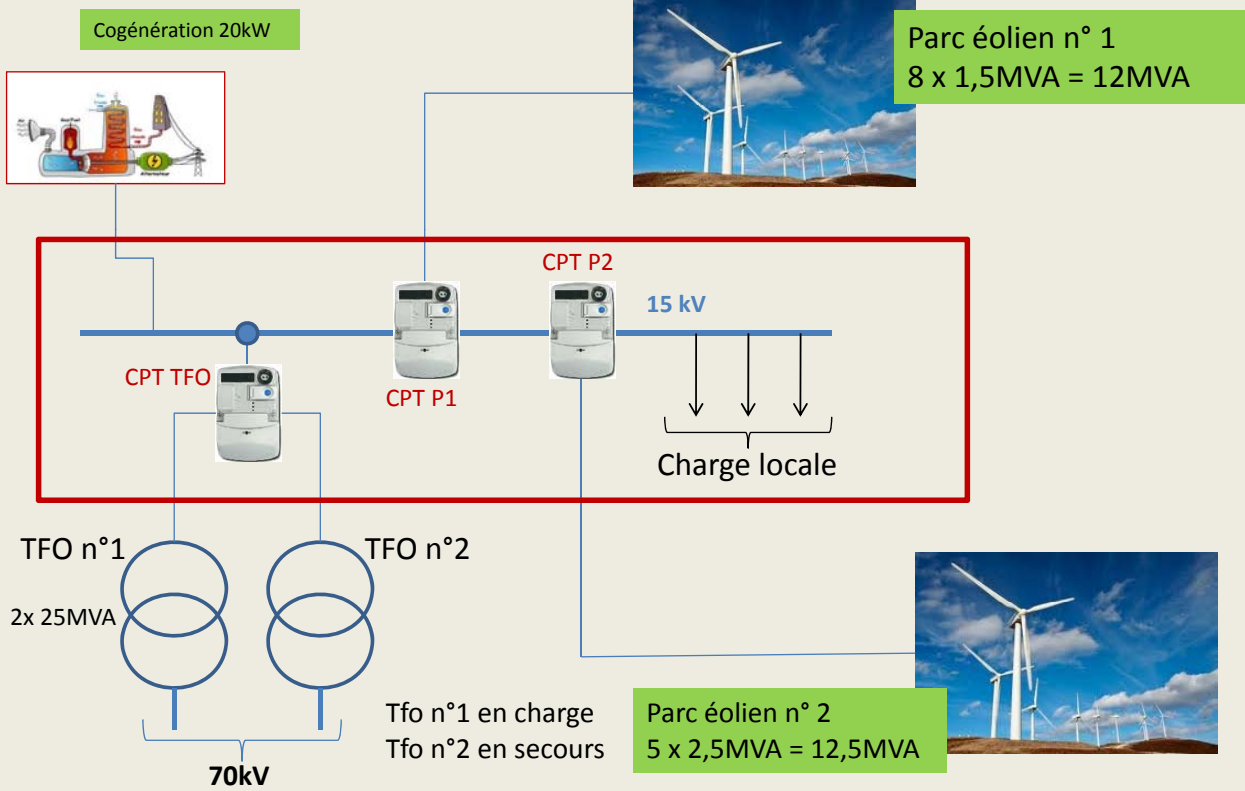 Cogénération 20kW
Parc éolien n° 1
8 x 1,5MVA = 12MVA
CPT P2
15 kV
CPT TFO
CPT P1
Charge locale
TFO n°1
TFO n°2
2x 25MVA
Tfo n°1 en charge
Tfo n°2 en secours
Parc éolien n° 2
5 x 2,5MVA = 12,5MVA
70kV